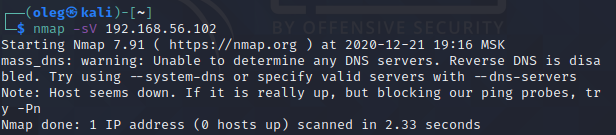 (oleg㉿kali)-[~]
$ nmap -sV 192.168.56.102
Starting Nmap 7.91 ( https://nmap.org ) at 2020-12-21 19:16 MSK
mass_dns: warning: Unable to determine any DNS servers. Reverse DNS is disa
bled. Try using --system-dns or specify valid servers with --dns-servers
Note: Host seems down. If it is really up, but blocking our ping probes, tr
y -Pn
Nmap done: 1 IP address (0 hosts up) scanned in 2.33 seconds
BY OFFENSIVE SECURITY